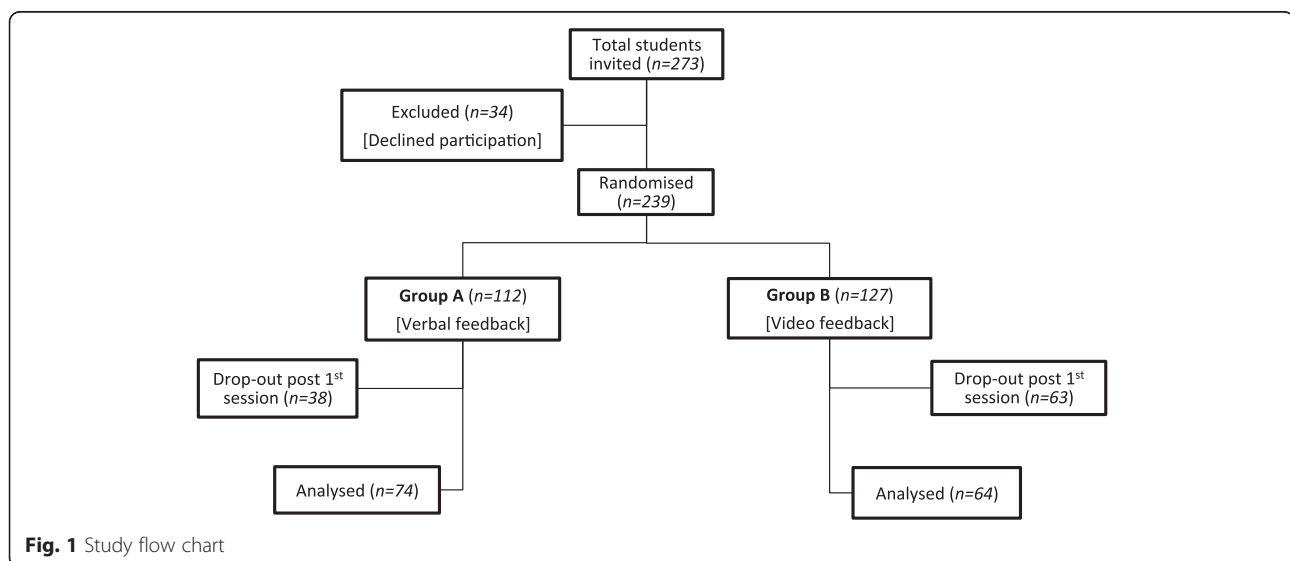 Total students
invited (n=273)
Excluded (n=34)
[Declined participation]
Randomised
(n=239)
Group A (n=112)
[Verbal feedback]
Group B (n=127)
[Video feedback]
Drop-out post 1st
session (n=38)
Drop-out post 1st
session (n=63)
Analysed (n=74)
Analysed (n=64)
Fig. 1 Study flow chart